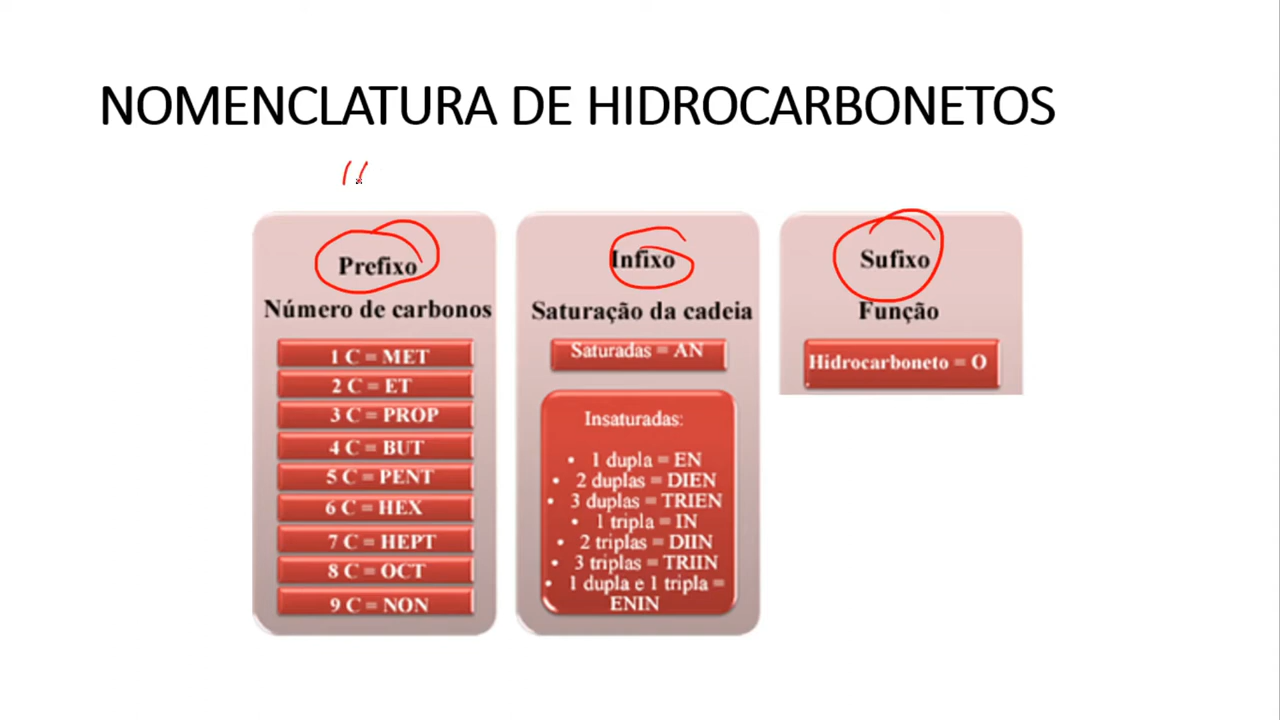 NOMENCLATURA DE HIDROCARBONETOS
Prefixo
Número de carbonos
1 C = MET
2 C = ET
3 C = PROP
4 C = BUT
5 C = PENT
6 C = HEX
7 C = HEPT
8 C = OCT
9 C = NON
Infixo
Saturação da cadeia
Saturadas = AN
Insaturadas:
• 1 dupla = EN
• 2 duplas = DIEN
• 3 duplas = TRIEN
• 1 tripla = IN
• 2 triplas = DIIN
• 3 triplas = TRIIN
• 1 dupla e 1 tripla =
ENIN
Sufixo
Função
Hidrocarboneto = O